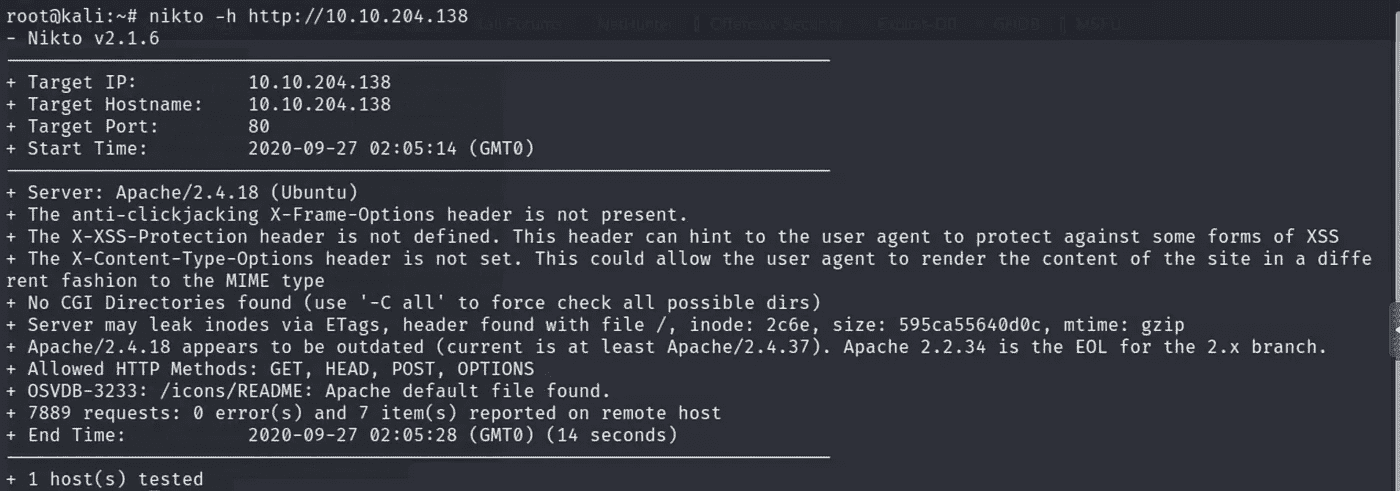 root@kali:~# nikto -h http://10.10.204.138
- Nikto v2.1.6
+ Target IP:          10.10.204.138
+ Target Hostname:    10.10.204.138
+ Target Port:        80
+ Start Time:         2020-09-27 02:05:14 (GMT0)
+ Server: Apache/2.4.18 (Ubuntu)
+ The anti-clickjacking X-Frame-Options header is not present.
+ The X-XSS-Protection header is not defined. This header can hint to the user agent to protect against some forms of XSS
+ The X-Content-Type-Options header is not set. This could allow the user agent to render the content of the site in a diffe
rent fashion to the MIME type
+ No CGI Directories found (use '-C all' to force check all possible dirs)
+ Server may leak inodes via ETags, header found with file /, inode: 2c6e, size: 595ca55640d0c, mtime: gzip
+ Apache/2.4.18 appears to be outdated (current is at least Apache/2.4.37). Apache 2.2.34 is the EOL for the 2.x branch.
+ Allowed HTTP Methods: GET, HEAD, POST, OPTIONS
+ OSVDB-3233: /icons/README: Apache default file found.
+ 7889 requests: 0 error(s) and 7 item(s) reported on remote host
+ End Time:           2020-09-27 02:05:28 (GMT0) (14 seconds)
+ 1 host(s) tested